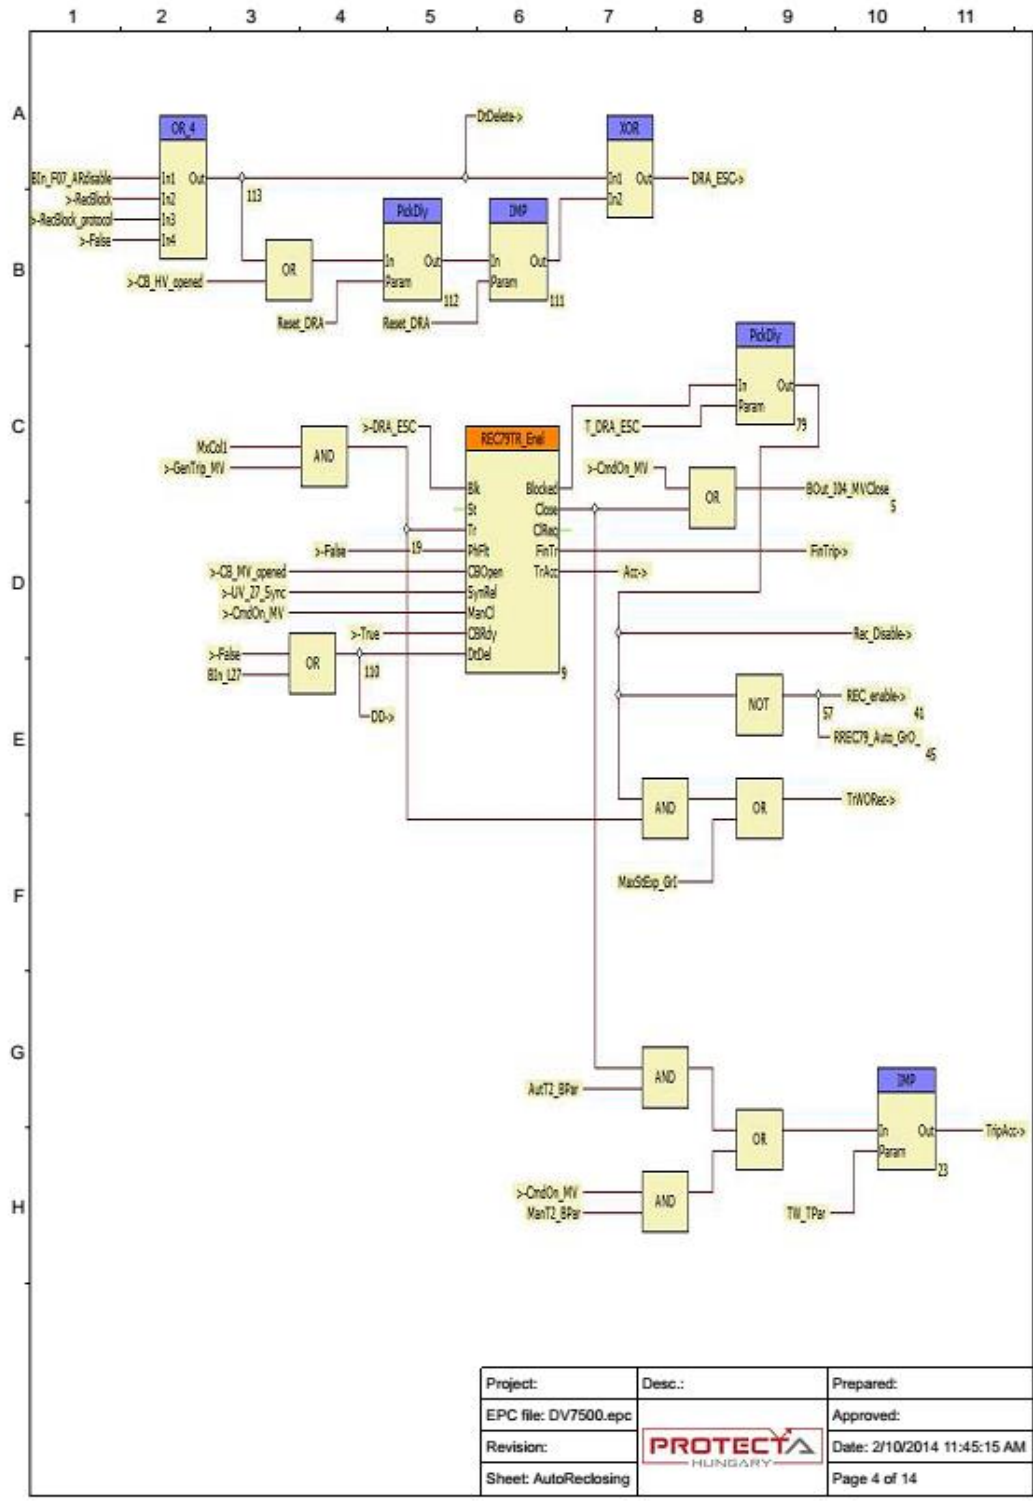 1 2 3 4 5 6 7 8 9 10 11
A
DtDelete->
OR_4
XOR
BIn_F07_ARdisable
In1 Out
113
In1 Out
DRA_ESC->
>-RecBlock
In2
In2
>-RecBlock_protocol
In3
>-False
In4
PickDly
IMP
B
OR
In Out
In Out
>-CB_HV_opened
Param
112
Param
111
Reset_DRA
Reset_DRA
PickDly
In Out
Param
79
C
>-DRA_ESC
T_DRA_ESC
REC79TR_Enel
MxCol1
AND
>-GenTrip_MV
>-CmdOn_MV
OR
BOut_104_MVClose
5
Blk Blocked
St Close
Tr ClReq
19
>-False
PhFlt FinTr
FinTrip->
D
>-CB_MV_opened
CBOpen TrAcc
Acc->
>-UV_27_Sync
SynRel
>-CmdOn_MV
ManCl
>-True
CBRdy
Rec_Disable->
>-False
OR
110
DtDel
9
BIn_L27
DD->
E
NOT
57
REC_enable->
41
RREC79_Auto_GrO_
45
AND
OR
TrWORec->
F
MaxStExp_GrI
G
AutT2_BPar
AND
IMP
OR
In Out
TripAcc->
Param
23
H
>-CmdOn_MV
AND
ManT2_BPar
TW_TPar
Project: Desc.: Prepared:
EPC file: DV7500.epc Approved:
PROTECTA
HUNGARY
Revision: Date: 2/10/2014 11:45:15 AM
Sheet: AutoReclosing Page 4 of 14